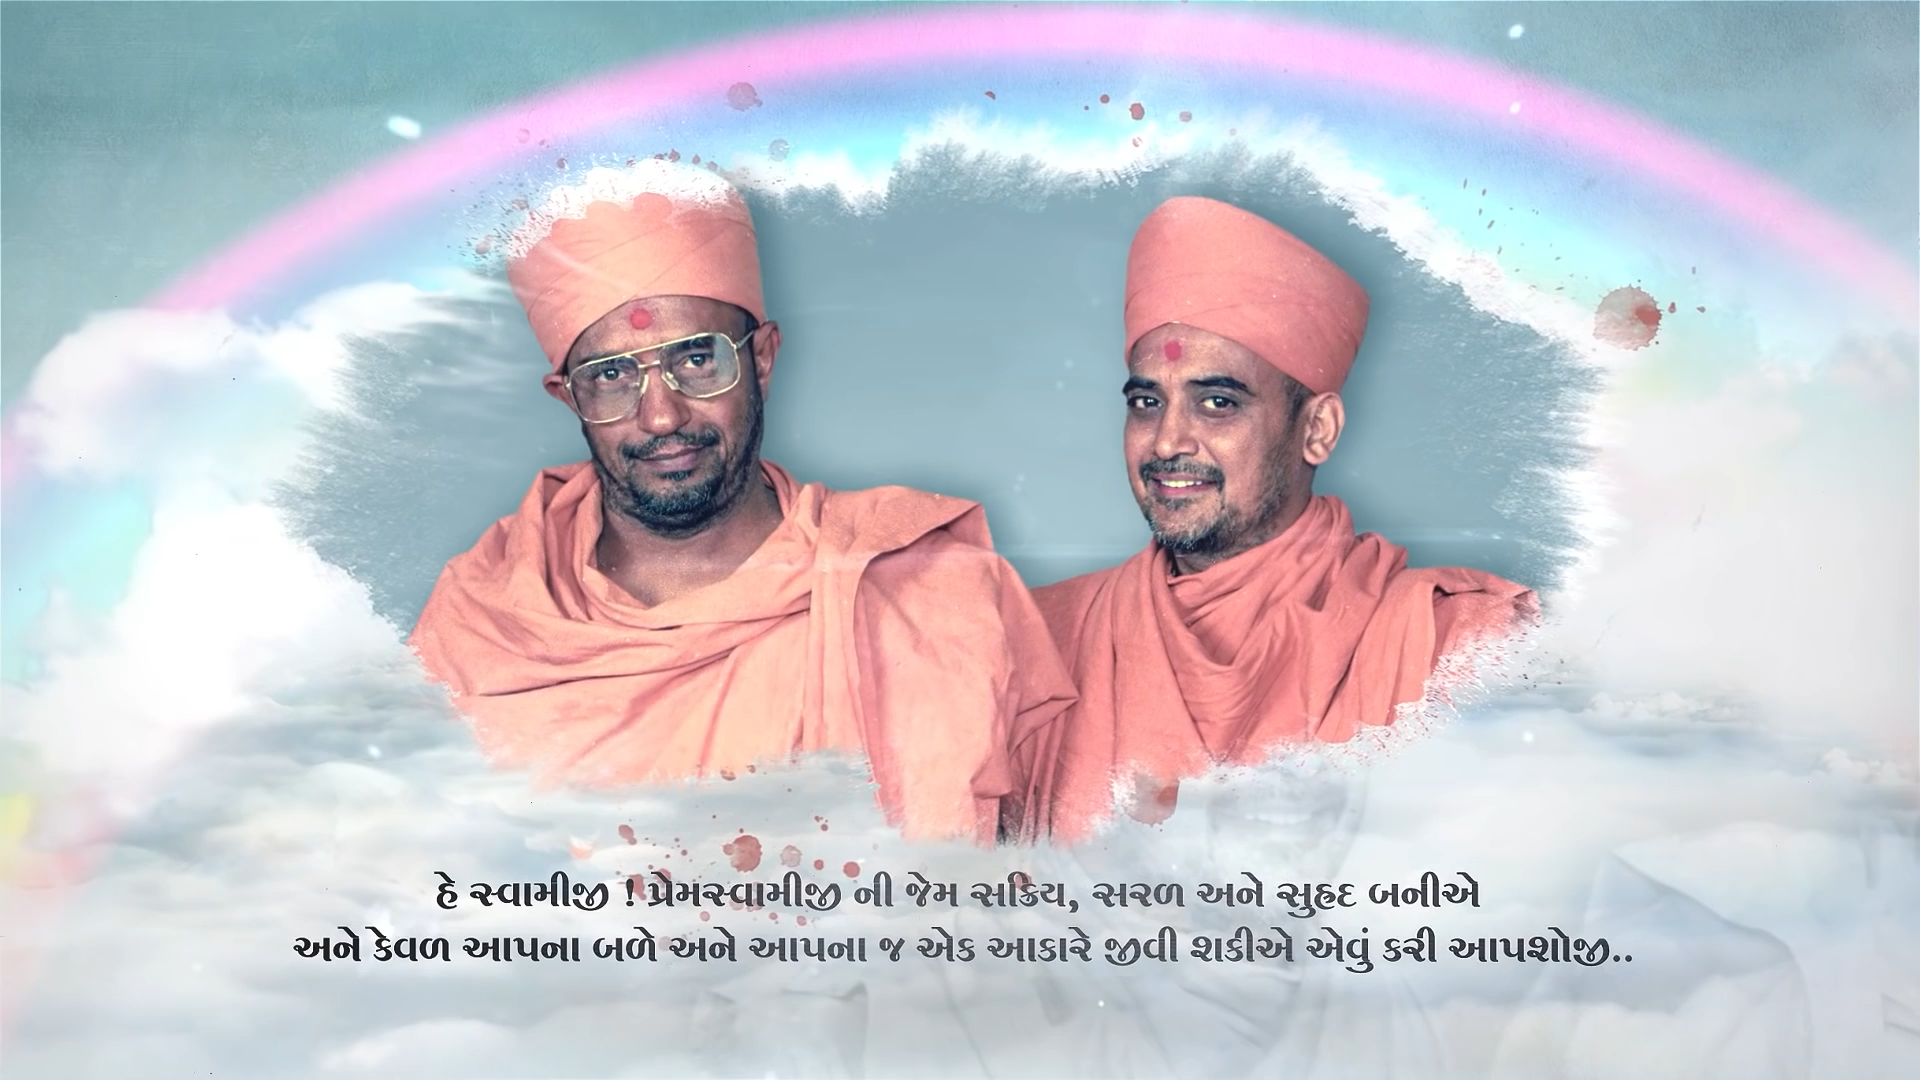 હે સ્વામીજી ! પ્રેમસ્વામીજી ની જેમ સક્રિય, સરળ અને સુહૃદ બનીએ
અને કેવળ આપના બળે અને આપના જ એક આકારે જીવી શકીએ એવું કરી આપશોજી..